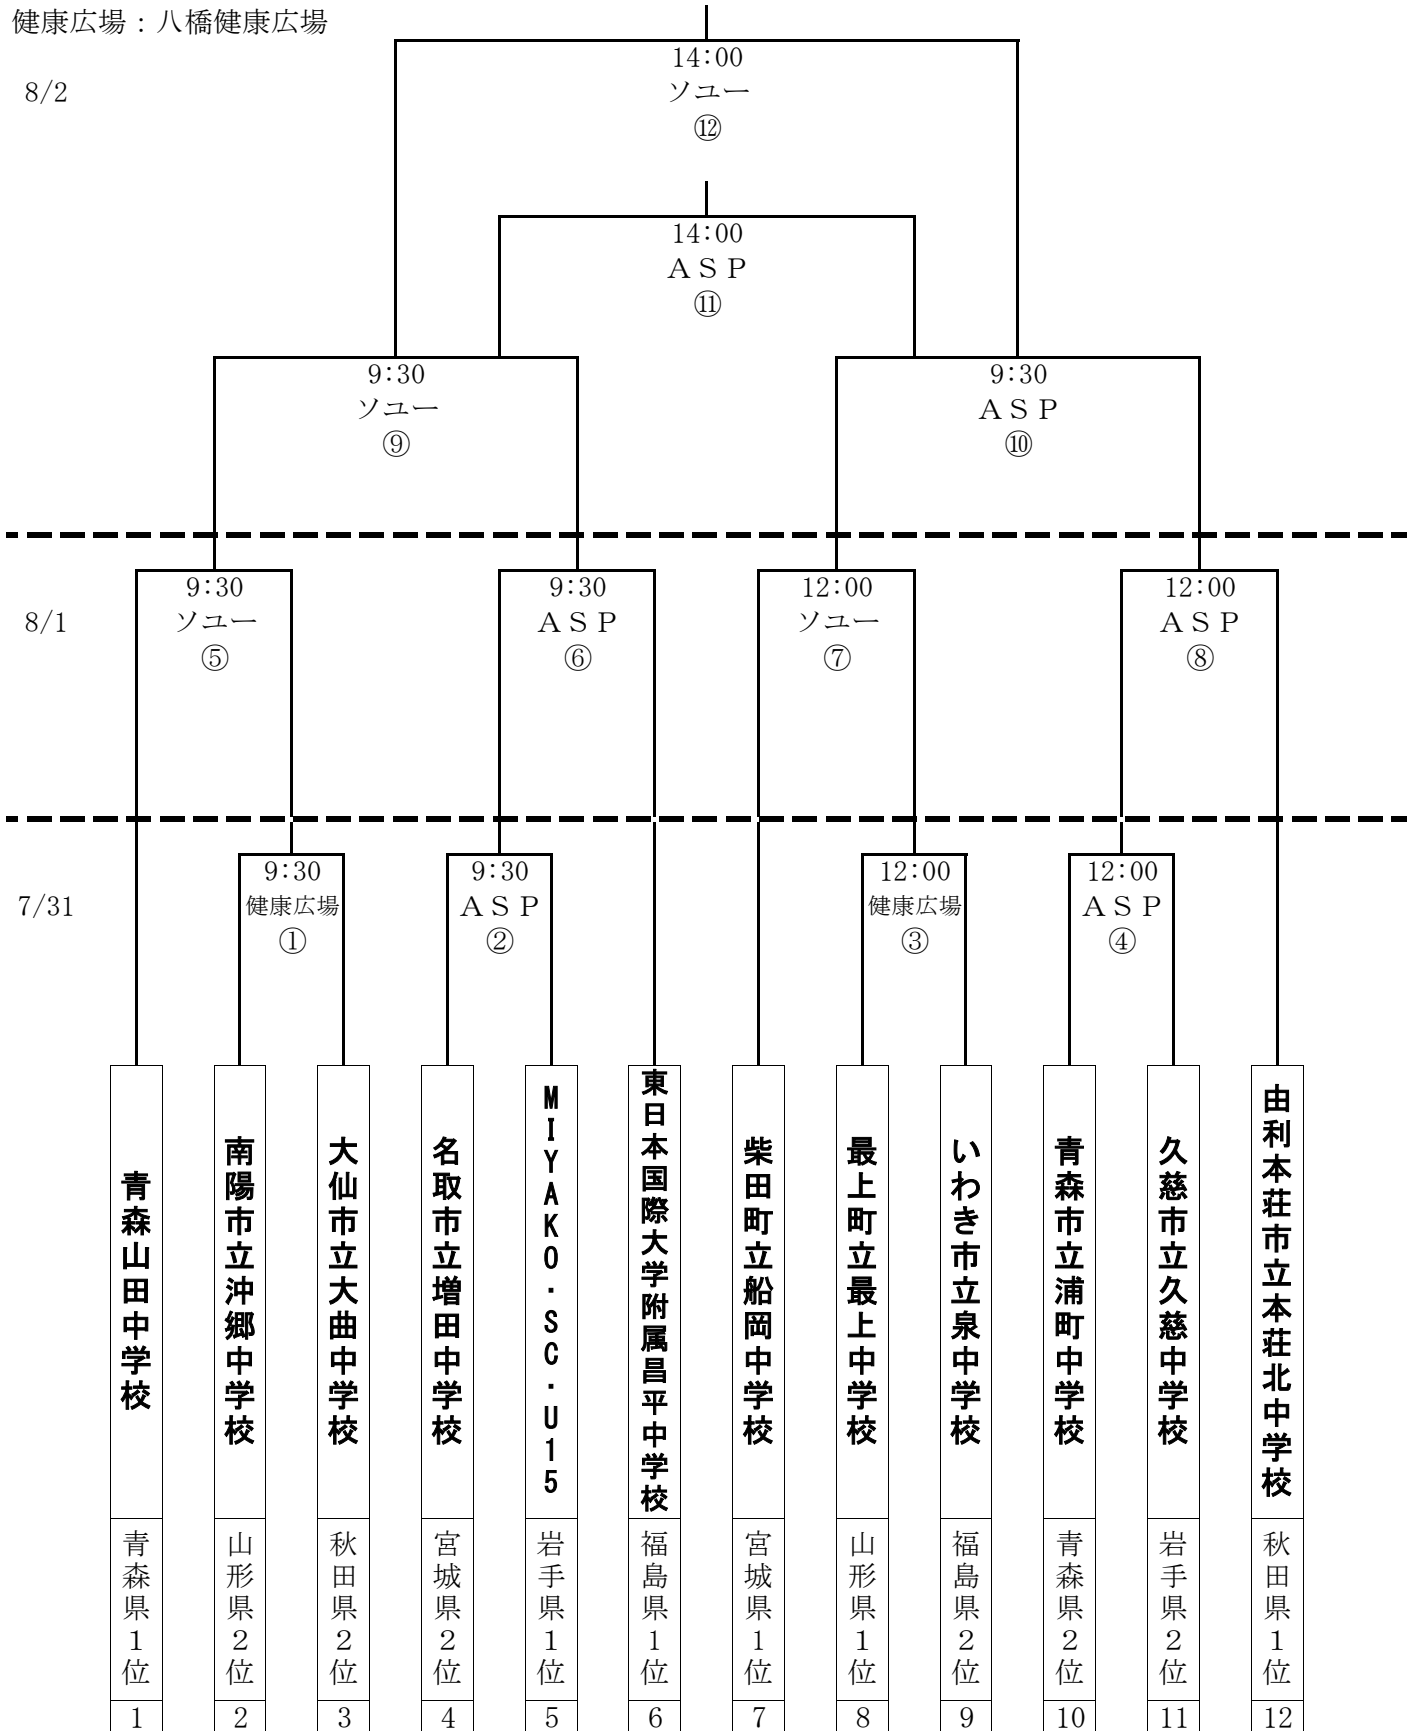 健康広場：八橋健康広場
8/2
14:00
ソユー
⑫
14:00
ＡＳＰ
⑪
9:30
ソユー
⑨
9:30
ＡＳＰ
⑩
8/1
9:30
ソユー
⑤
9:30
ＡＳＰ
⑥
12:00
ソユー
⑦
12:00
ＡＳＰ
⑧
7/31
9:30
健康広場
①
9:30
ＡＳＰ
②
12:00
健康広場
③
12:00
ＡＳＰ
④
青森山田中学校
南陽市立沖郷中学校
大仙市立大曲中学校
名取市立増田中学校
MIYAKO・SC・U15
東日本国際大学附属昌平中学校
柴田町立船岡中学校
最上町立最上中学校
いわき市立泉中学校
青森市立浦町中学校
久慈市立久慈中学校
由利本荘市立本荘北中学校
青森県１位
山形県２位
秋田県２位
宮城県２位
岩手県１位
福島県１位
宮城県１位
山形県１位
福島県２位
青森県２位
岩手県２位
秋田県１位
1
2
3
4
5
6
7
8
9
10
11
12